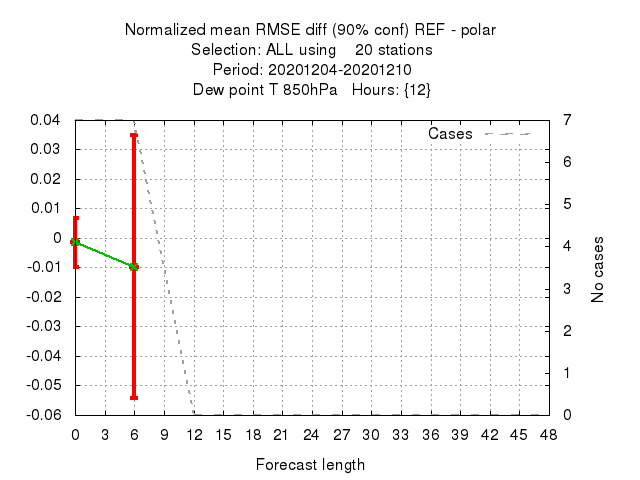 Normalized mean RMSE diff (90% conf) REF - polar
Selection: ALL using 20 stations
Period: 20201204-20201210
Dew point T 850hPa Hours: {12}
Cases
0.04
0.03
0.02
0.01
0
-0.01
-0.02
-0.03
-0.04
-0.05
-0.06
7
6
5
4
3
2
1
0
No cases
0 3 6 9 12 15 18 21 24 27 30 33 36 39 42 45 48
Forecast length